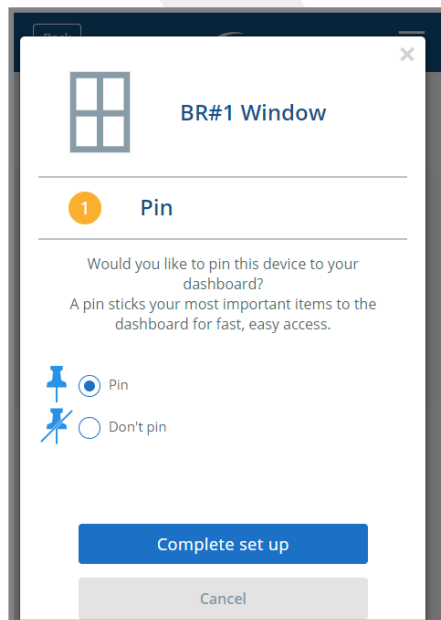 Back
×
BR#1 Window
1 Pin
Would you like to pin this device to your
dashboard?
A pin sticks your most important items to the
dashboard for fast, easy access.
Pin
Don't pin
Complete set up
Cancel